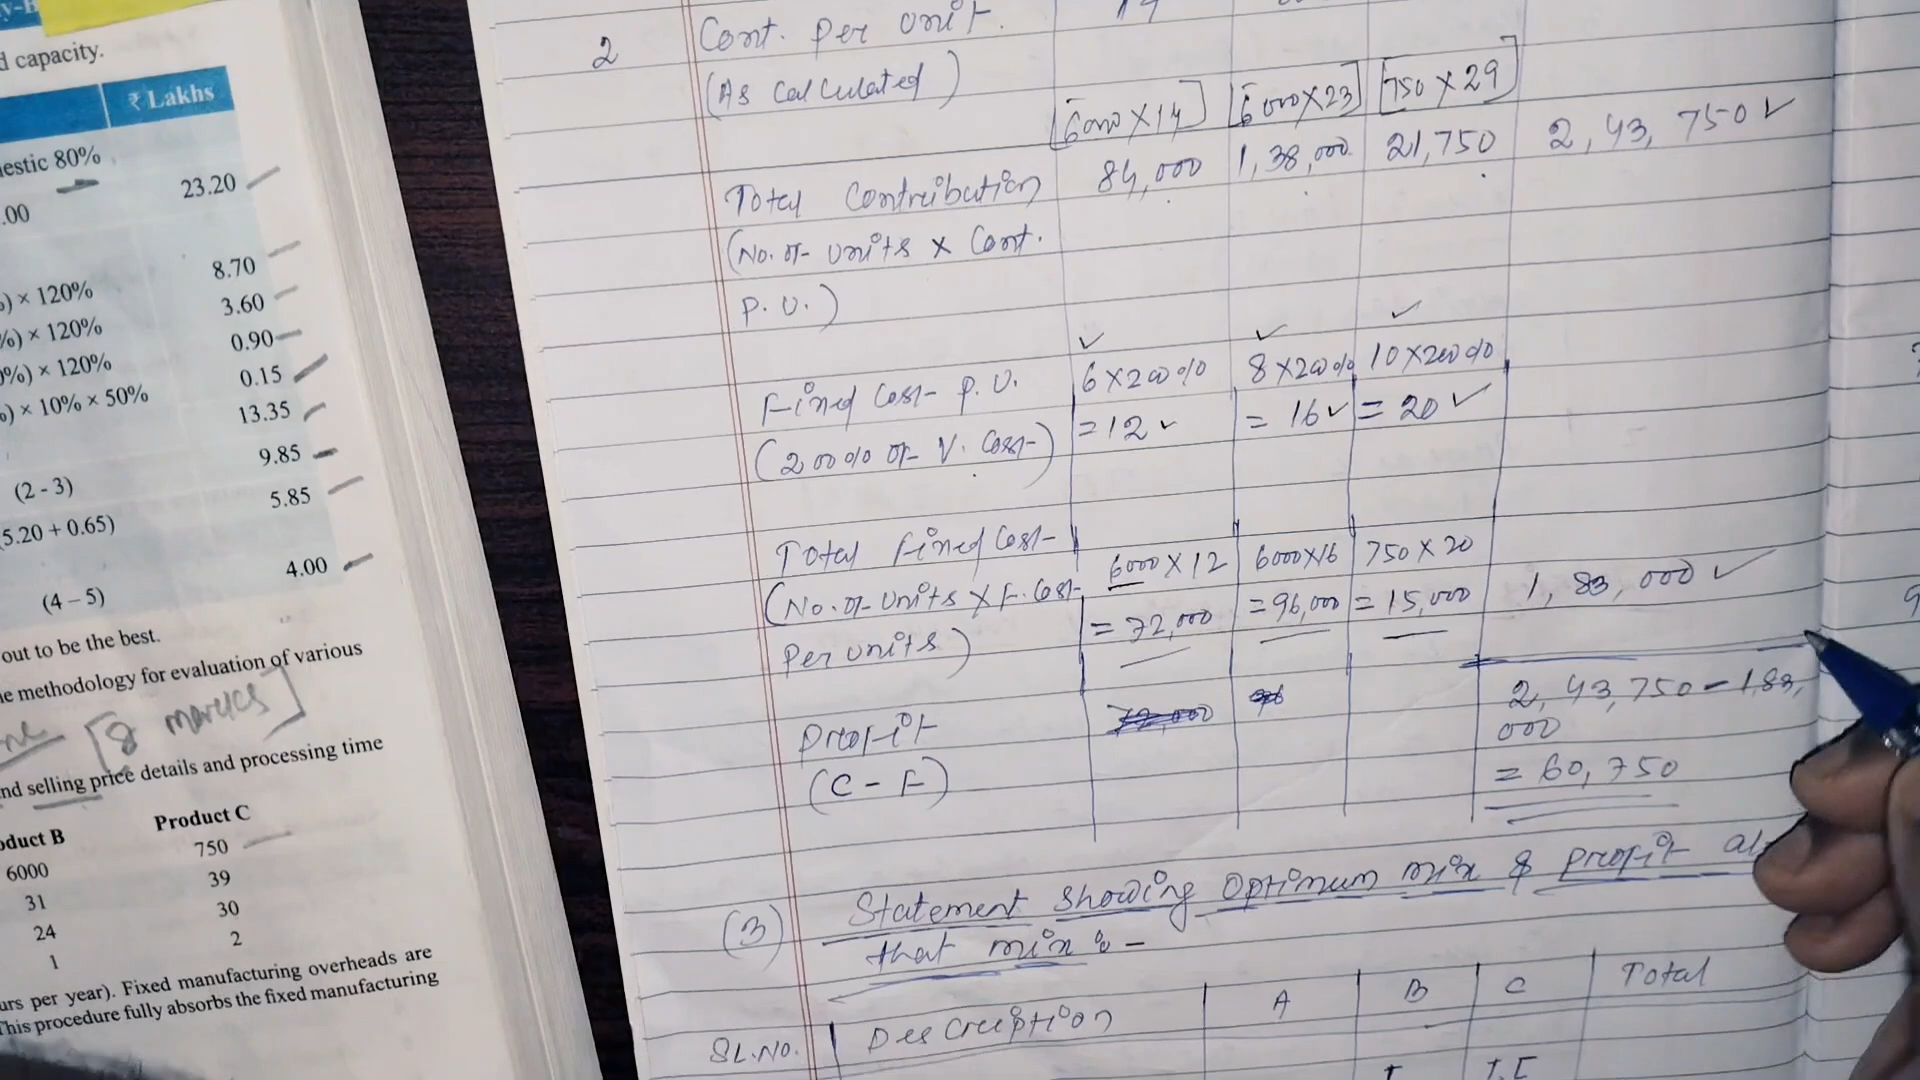 d capacity.
₹ Lakhs
estic 80%
.00
23.20
8.70
) × 120%
3.60
%) × 120%
0.90
0%) × 120%
0.15
) × 10% × 50%
13.35
9.85
(2 - 3)
5.85
5.20 + 0.65)
4.00
(4 – 5)
out to be the best.
e methodology for evaluation of various
[8 marks]
nd selling price details and processing time
oduct B Product C
6000 750
31 39
24 30
1 2
urs per year). Fixed manufacturing overheads are
This procedure fully absorbs the fixed manufacturing
2 Cont. Per unit.
(As calculated)
[6000 X 14] [6000 X 23] [750 X 29]
Total Contribution 84,000 1,38,000 21,750 2,43,750 ✓
(No. of units x Cont.
P.U.)
Fixed Cost P.U. 6 X 200% 8 X 200% 10 X 200%
(200% of V. Cost) = 12 ✓ = 16 ✓ = 20 ✓
Total Fixed Cost 6000 X 12 6000 X 16 750 X 20
(No. of units X F. Cost = 72,000 = 96,000 = 15,000 1,83,000 ✓
Per units)
Profit 2,43,750 - 1,83,
000
(C - F) = 60,750
(3) Statement showing optimum mix & profit at
that mix :-
SL.NO. Description A B C Total